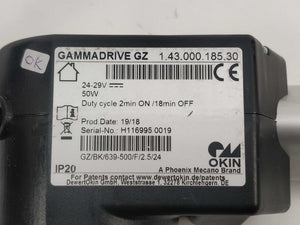 OK
GAMMADRIVE GZ 1.43.000.185.30
24-29V
50W
Duty cycle 2min ON /18min OFF
Prod.Date: 19/18
Serial-No.: H116995 0019
GZ/BK/639-500/F/2.5/24
OKIN
A Phoenix Mecano Brand
IP20
For Patents contact www.dewertokin.de/patents
DewertOkin GmbH, Weststrasse 1, 32278 Kirchlengern, DE